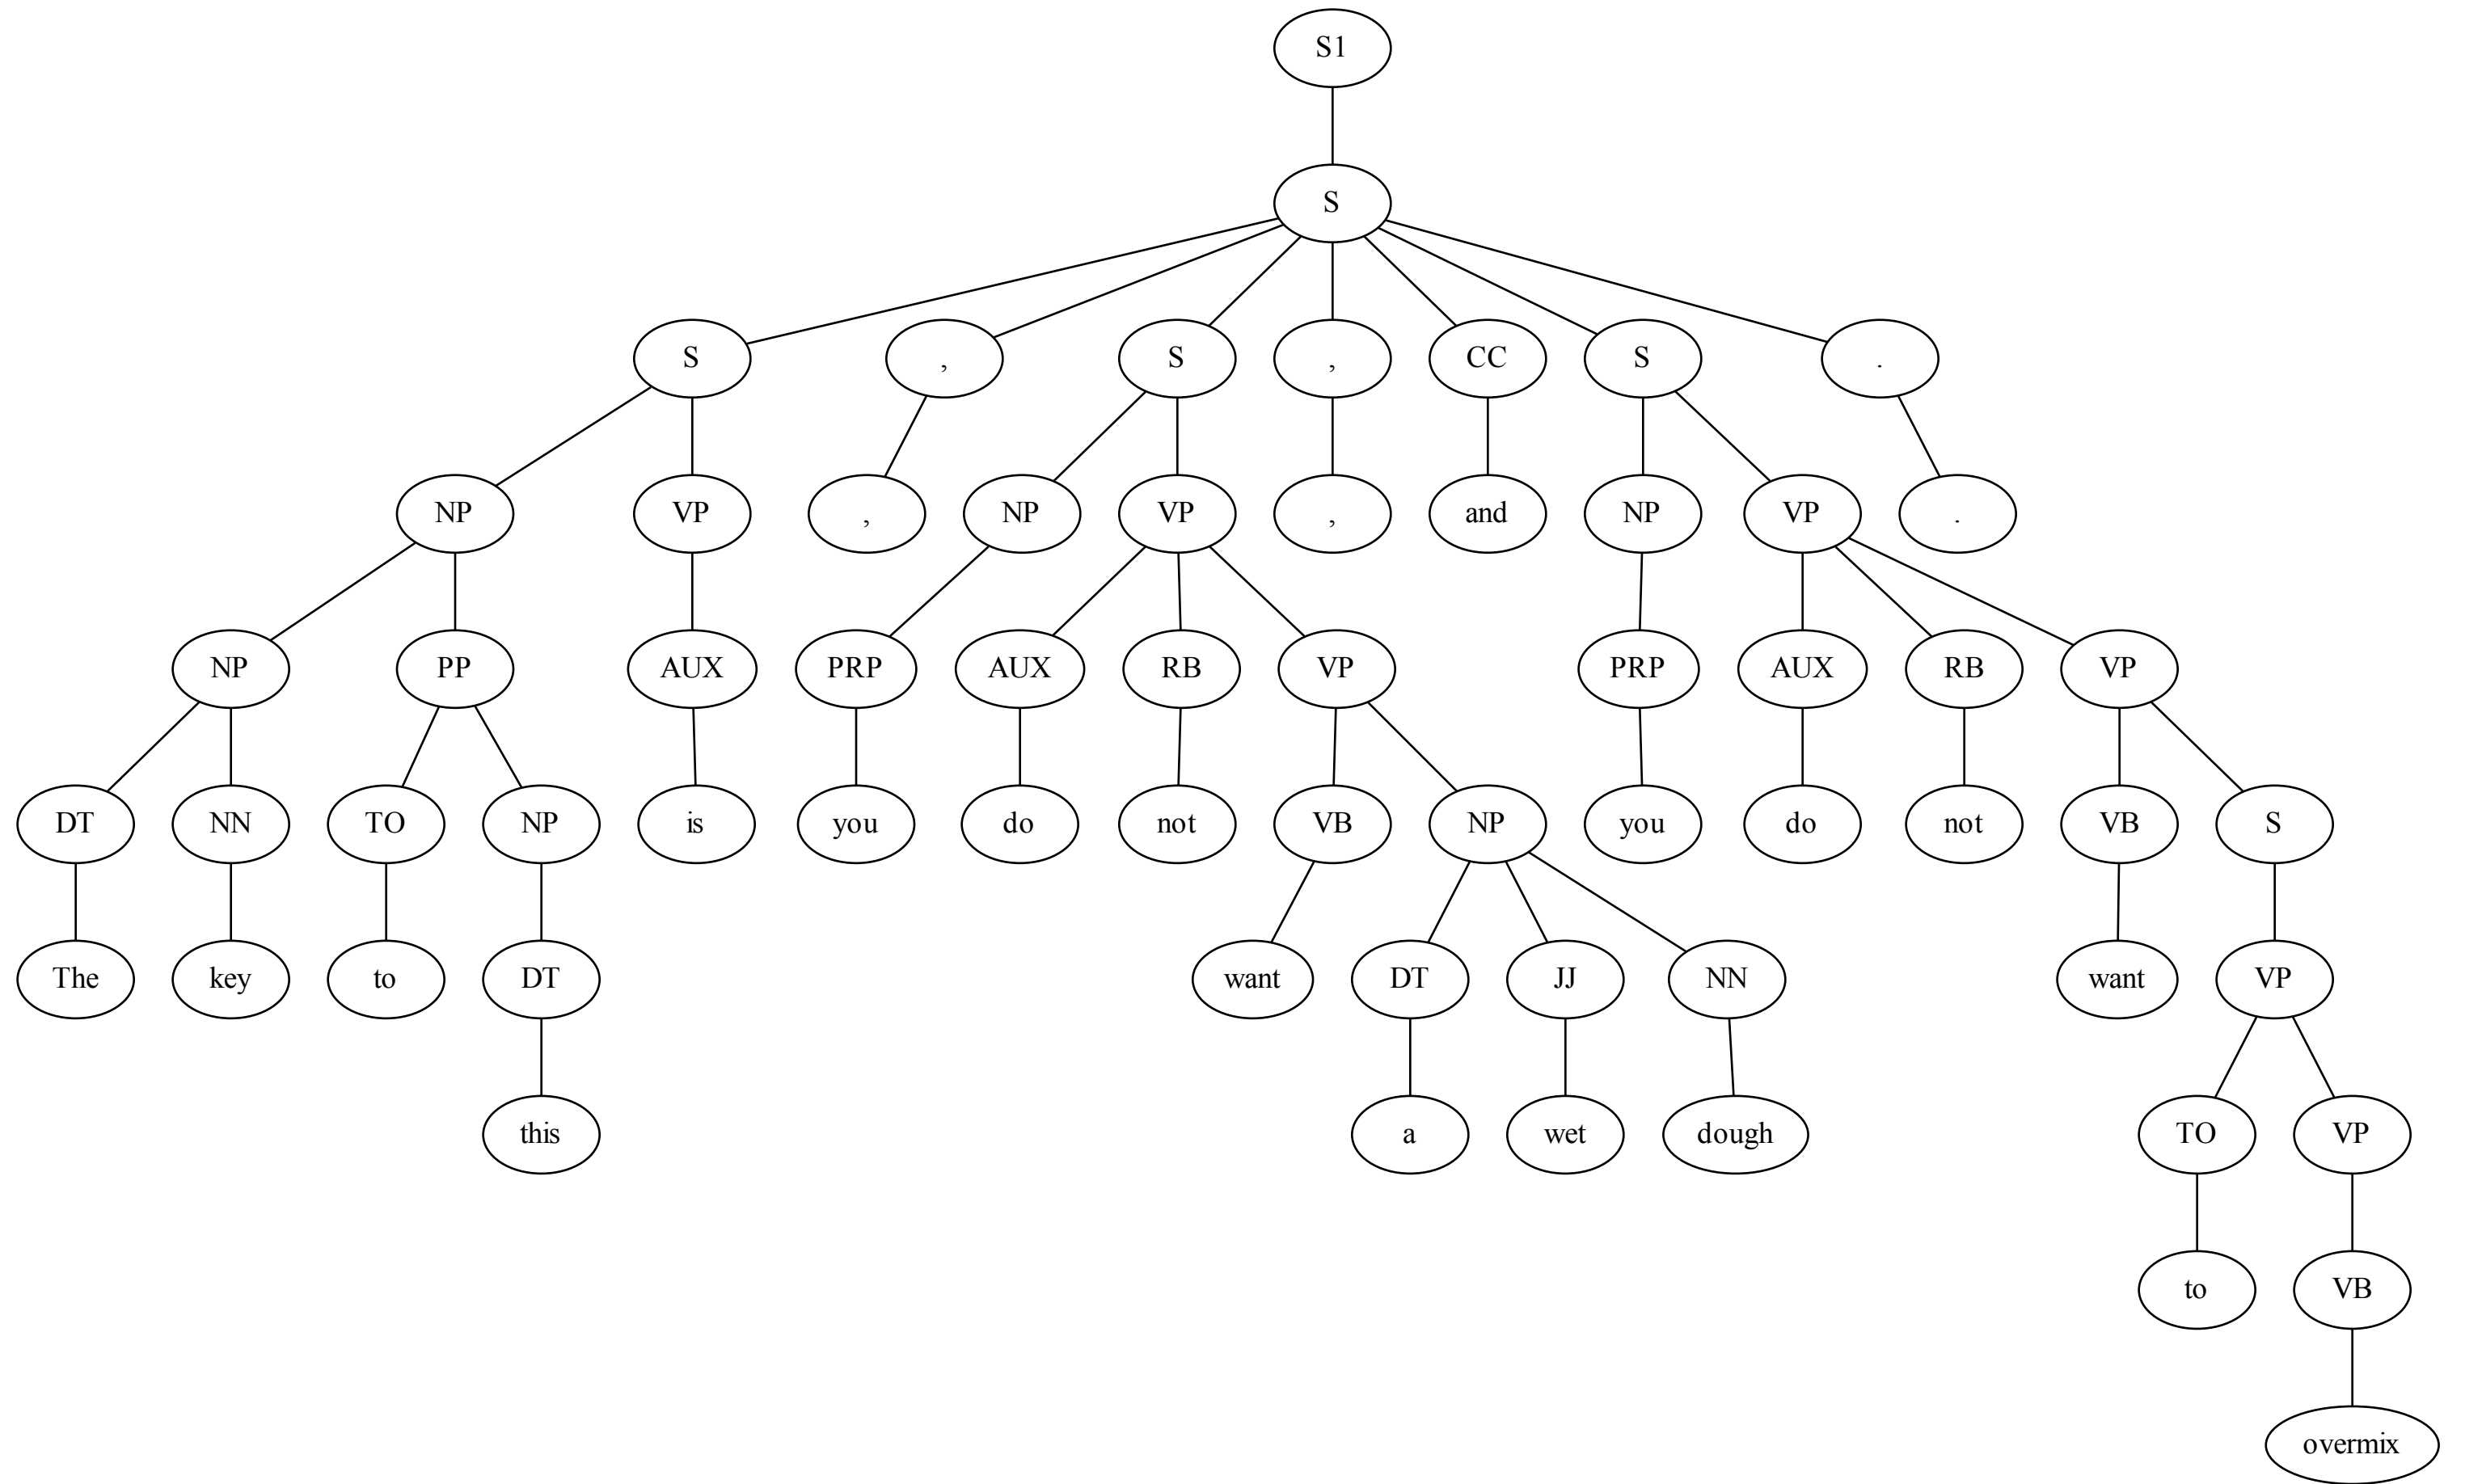 S1
S
S , S , CC S .
NP VP , NP VP , and NP VP .
NP PP AUX PRP AUX RB VP PRP AUX RB VP
DT NN TO NP is you do not VB NP you do not VB S
The key to DT want DT JJ NN want VP
this a wet dough TO VP
to VB
overmix